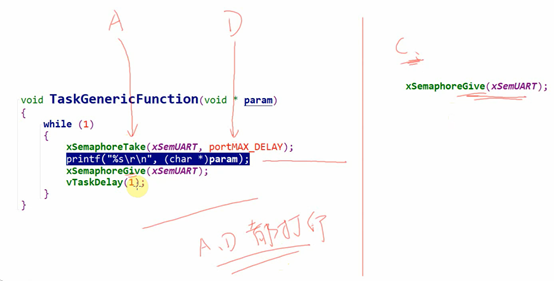 A
D
C:
xSemaphoreGive(xSemUART);
void TaskGenericFunction(void * param)
{
while (1)
{
xSemaphoreTake(xSemUART, portMAX_DELAY);
printf("%s\r\n", (char *)param);
xSemaphoreGive(xSemUART);
vTaskDelay(1);
}
}
A、D 都打印